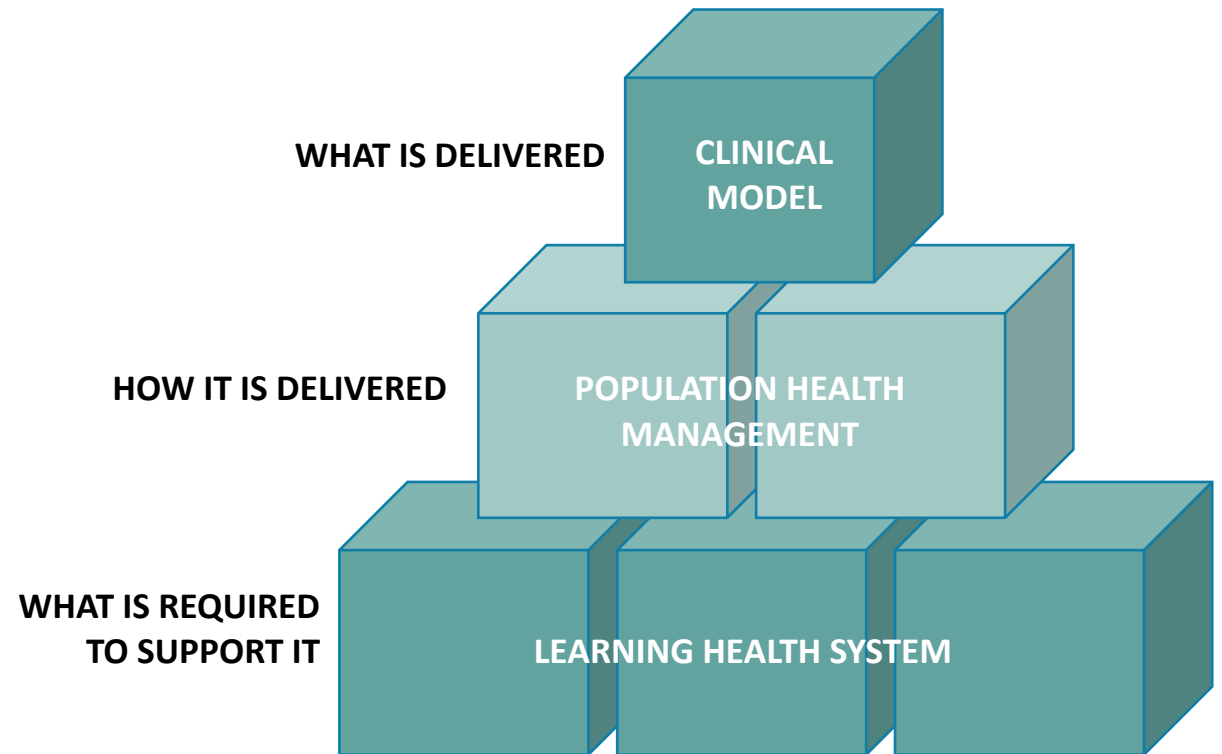 WHAT IS DELIVERED
CLINICAL
MODEL
HOW IT IS DELIVERED
POPULATION HEALTH
MANAGEMENT
WHAT IS REQUIRED
TO SUPPORT IT
LEARNING HEALTH SYSTEM